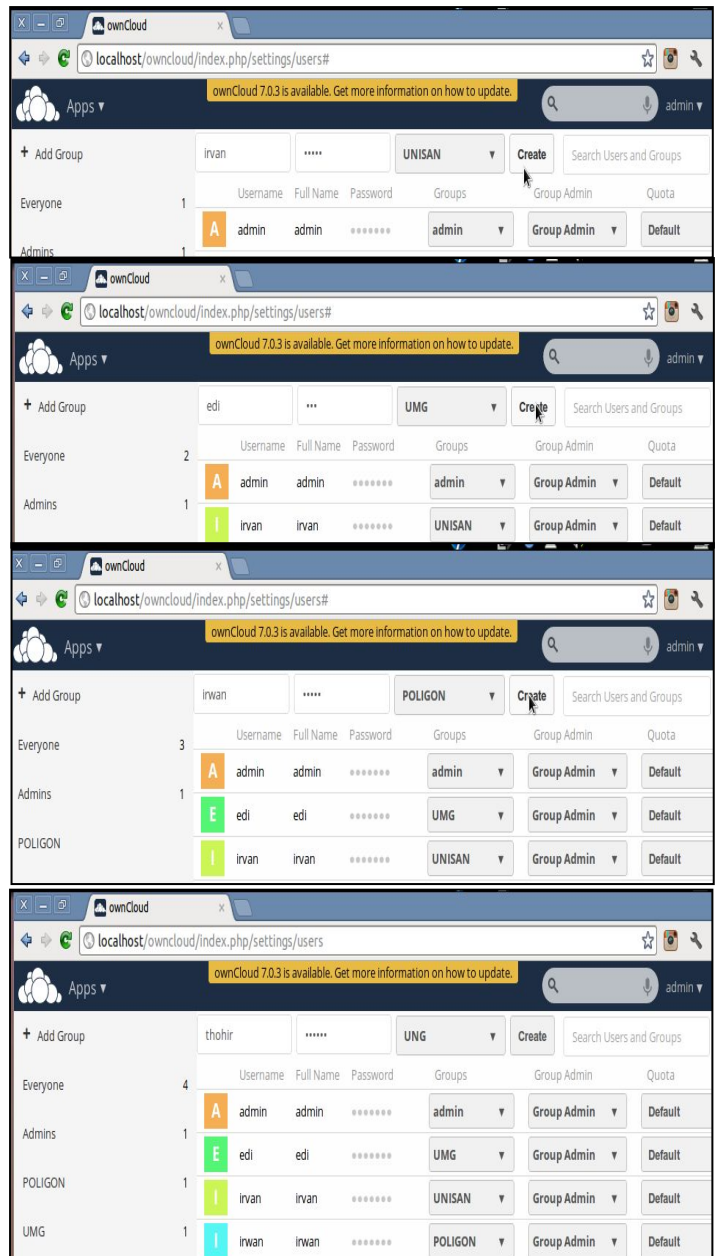 ownCloud
localhost/owncloud/index.php/settings/users#
ownCloud 7.0.3 is available. Get more information on how to update.
Apps ▾ admin ▾
+ Add Group irvan ••••• UNISAN ▾ Create Search Users and Groups
Username Full Name Password Groups Group Admin Quota
Everyone 1
A admin admin ●●●●●●● admin ▾ Group Admin ▾ Default
Admins 1
ownCloud
localhost/owncloud/index.php/settings/users#
ownCloud 7.0.3 is available. Get more information on how to update.
Apps ▾ admin ▾
+ Add Group edi ••• UMG ▾ Create Search Users and Groups
Username Full Name Password Groups Group Admin Quota
Everyone 2
A admin admin ●●●●●●● admin ▾ Group Admin ▾ Default
Admins 1
I irvan irvan ●●●●●●● UNISAN ▾ Group Admin ▾ Default
ownCloud
localhost/owncloud/index.php/settings/users#
ownCloud 7.0.3 is available. Get more information on how to update.
Apps ▾ admin ▾
+ Add Group irwan ••••• POLIGON ▾ Create Search Users and Groups
Username Full Name Password Groups Group Admin Quota
Everyone 3
A admin admin ●●●●●●● admin ▾ Group Admin ▾ Default
Admins 1
E edi edi ●●●●●●● UMG ▾ Group Admin ▾ Default
POLIGON
I irvan irvan ●●●●●●● UNISAN ▾ Group Admin ▾ Default
ownCloud
localhost/owncloud/index.php/settings/users
ownCloud 7.0.3 is available. Get more information on how to update.
Apps ▾ admin ▾
+ Add Group thohir •••••• UNG ▾ Create Search Users and Groups
Username Full Name Password Groups Group Admin Quota
Everyone 4
A admin admin ●●●●●●● admin ▾ Group Admin ▾ Default
Admins 1
E edi edi ●●●●●●● UMG ▾ Group Admin ▾ Default
POLIGON 1
I irvan irvan ●●●●●●● UNISAN ▾ Group Admin ▾ Default
UMG 1
I irwan irwan ●●●●●●● POLIGON ▾ Group Admin ▾ Default